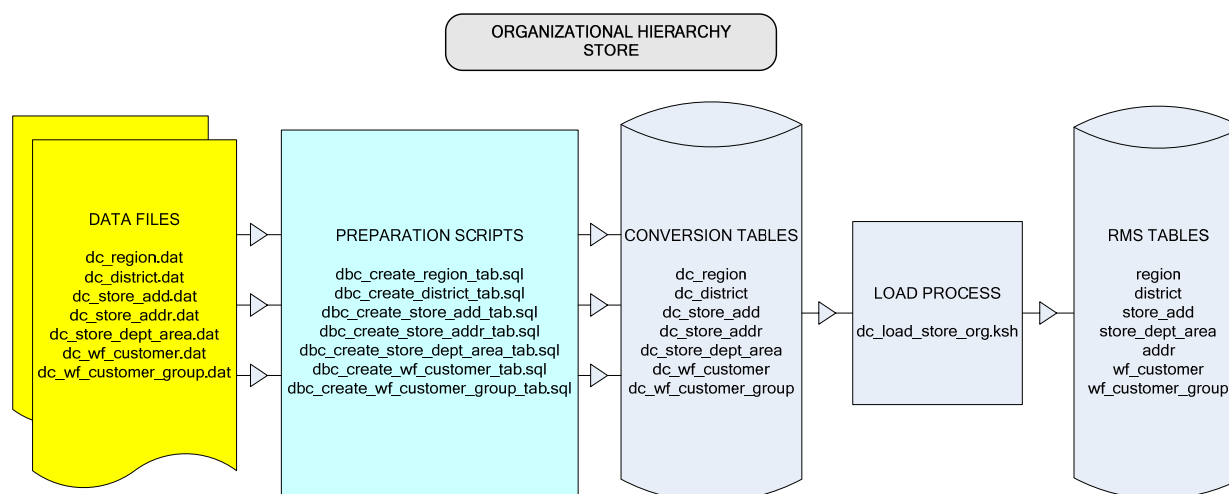 ORGANIZATIONAL HIERARCHY
STORE
DATA FILES
dc_region.dat
dc_district.dat
dc_store_add.dat
dc_store_addr.dat
dc_store_dept_area.dat
dc_wf_customer.dat
dc_wf_customer_group.dat
PREPARATION SCRIPTS
dbc_create_region_tab.sql
dbc_create_district_tab.sql
dbc_create_store_add_tab.sql
dbc_create_store_addr_tab.sql
dbc_create_store_dept_area_tab.sql
dbc_create_wf_customer_tab.sql
dbc_create_wf_customer_group_tab.sql
CONVERSION TABLES
dc_region
dc_district
dc_store_add
dc_store_addr
dc_store_dept_area
dc_wf_customer
dc_wf_customer_group
LOAD PROCESS
dc_load_store_org.ksh
RMS TABLES
region
district
store_add
store_dept_area
addr
wf_customer
wf_customer_group